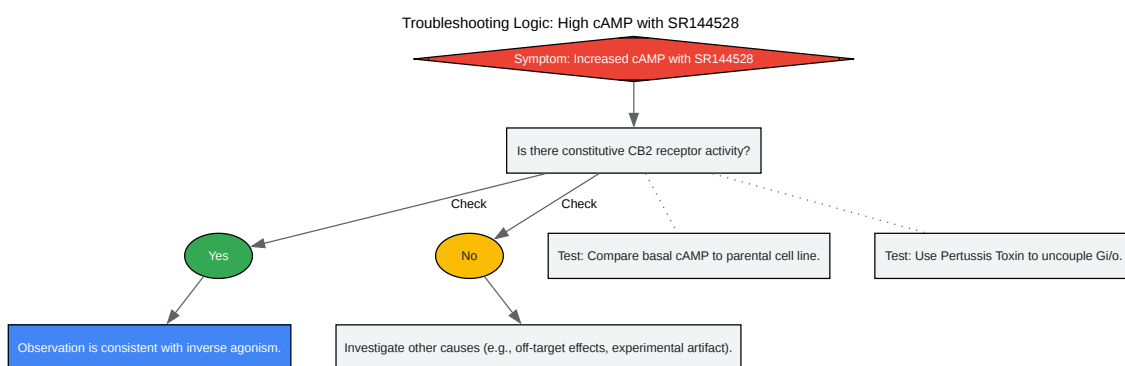 Troubleshooting Logic: High cAMP with SR144528
Symptom: Increased cAMP with SR144528
Is there constitutive CB2 receptor activity?
Check
Check
Yes
No
Test: Compare basal cAMP to parental cell line.
Test: Use Pertussis Toxin to uncouple Gi/o.
Observation is consistent with inverse agonism.
Investigate other causes (e.g., off-target effects, experimental artifact).